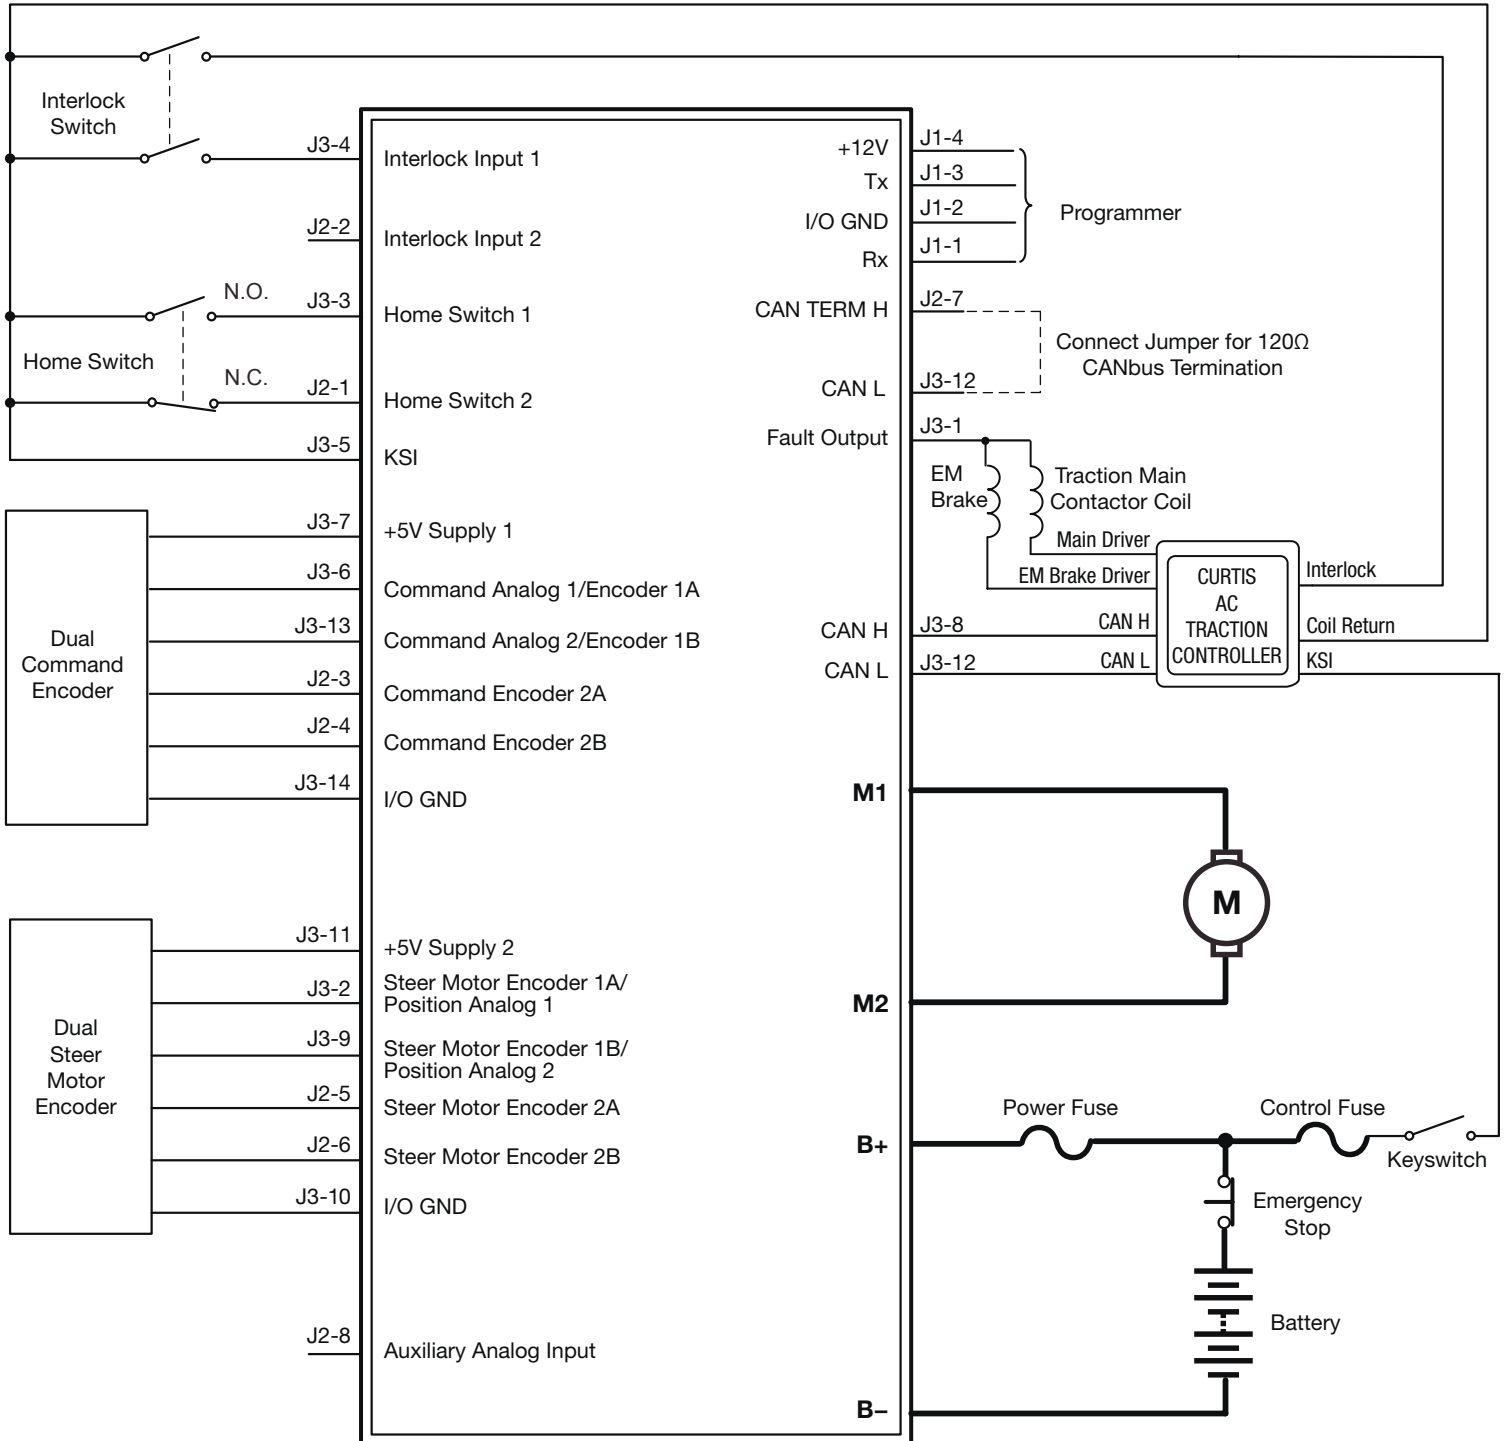 Interlock
Switch
J3-4
Interlock Input 1
J2-2
Interlock Input 2
N.O.
J3-3
Home Switch 1
Home Switch
N.C.
J2-1
Home Switch 2
J3-5
KSI
Dual
Command
Encoder
J3-7
+5V Supply 1
J3-6
Command Analog 1/Encoder 1A
J3-13
Command Analog 2/Encoder 1B
J2-3
Command Encoder 2A
J2-4
Command Encoder 2B
J3-14
I/O GND
Dual
Steer
Motor
Encoder
J3-11
+5V Supply 2
J3-2
Steer Motor Encoder 1A/
Position Analog 1
J3-9
Steer Motor Encoder 1B/
Position Analog 2
J2-5
Steer Motor Encoder 2A
J2-6
Steer Motor Encoder 2B
J3-10
I/O GND
J2-8
Auxiliary Analog Input
+12V
J1-4
Tx
J1-3
I/O GND
J1-2
Rx
J1-1
Programmer
CAN TERM H
J2-7
CAN L
J3-12
Connect Jumper for 120Ω
CANbus Termination
Fault Output
J3-1
EM
Brake
Traction Main
Contactor Coil
Main Driver
EM Brake Driver
CAN H
J3-8
CAN H
CAN L
J3-12
CAN L
CURTIS
AC
TRACTION
CONTROLLER
Interlock
Coil Return
KSI
M1
M
M2
B+
Power Fuse
Control Fuse
Keyswitch
Emergency
Stop
Battery
B–